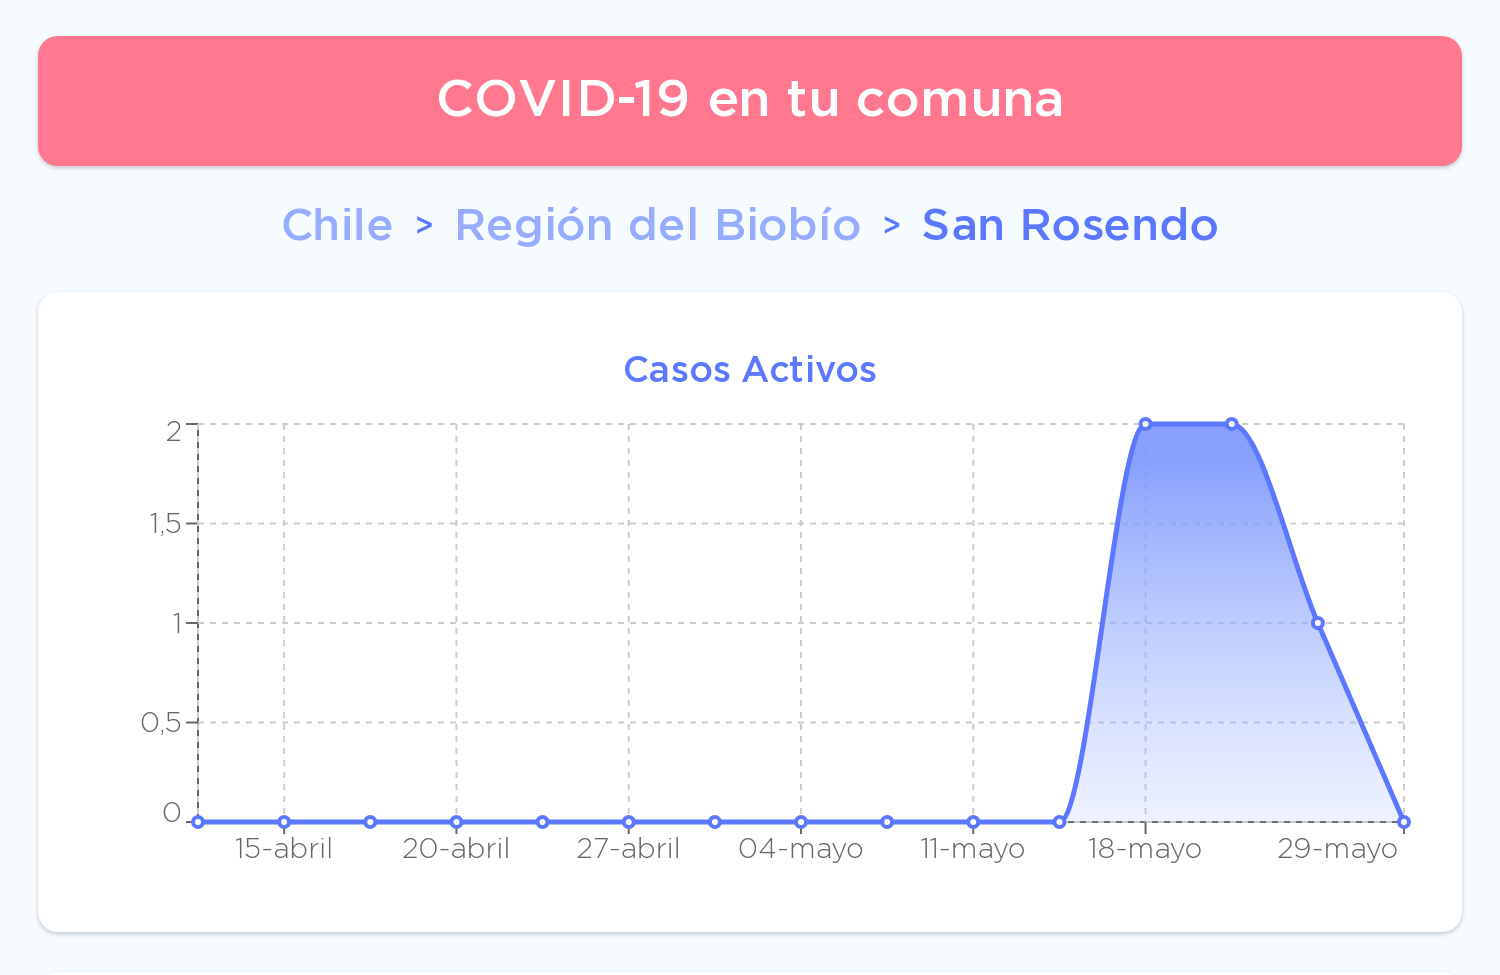 COVID-19 en tu comuna
Chile > Región del Biobío > San Rosendo
Casos Activos
2
1,5
1
0,5
0
15-abril 20-abril 27-abril 04-mayo 11-mayo 18-mayo 29-mayo